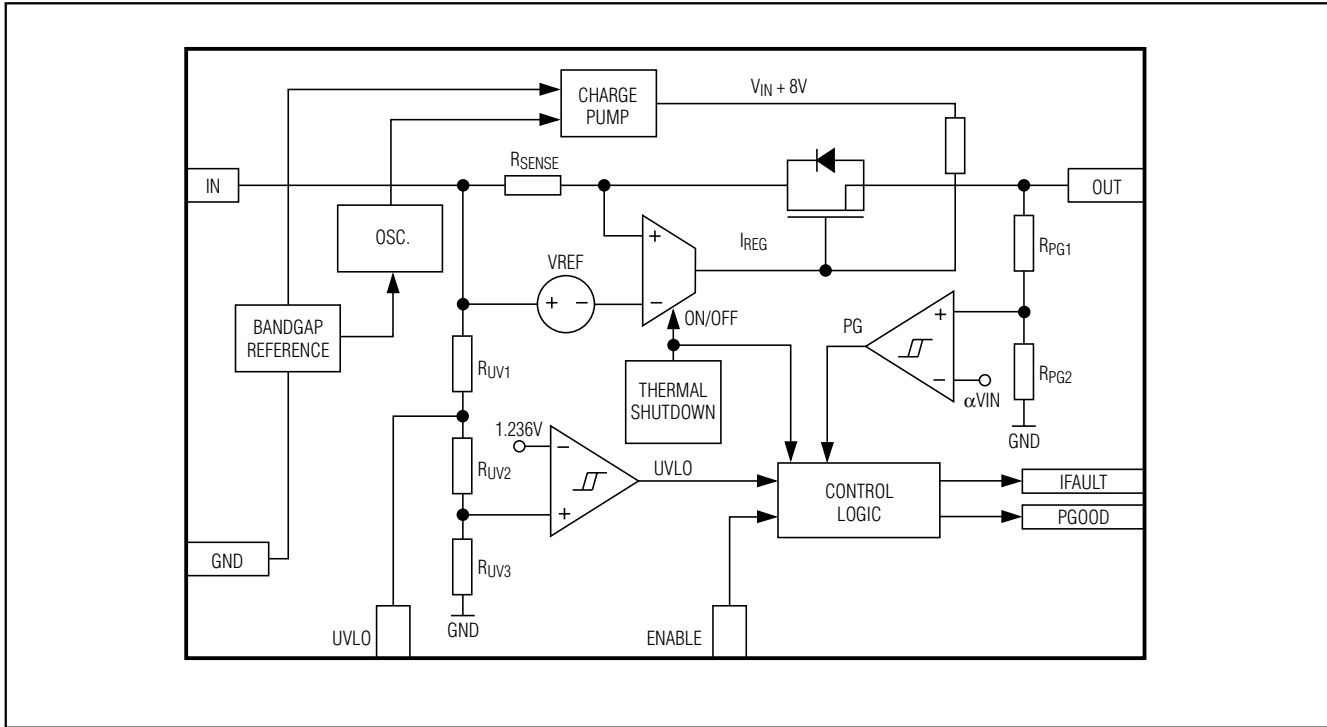 CHARGE
PUMP
VIN + 8V
RSENSE
IN
OUT
OSC.
+
IREG
RPG1
VREF
+ -
-
BANDGAP
REFERENCE
ON/OFF
PG
+
RUV1
THERMAL
SHUTDOWN
-
RPG2
αVIN
GND
1.236V
-
RUV2
UVLO
CONTROL
LOGIC
IFAULT
+
PGOOD
GND
RUV3
GND
UVLO
ENABLE